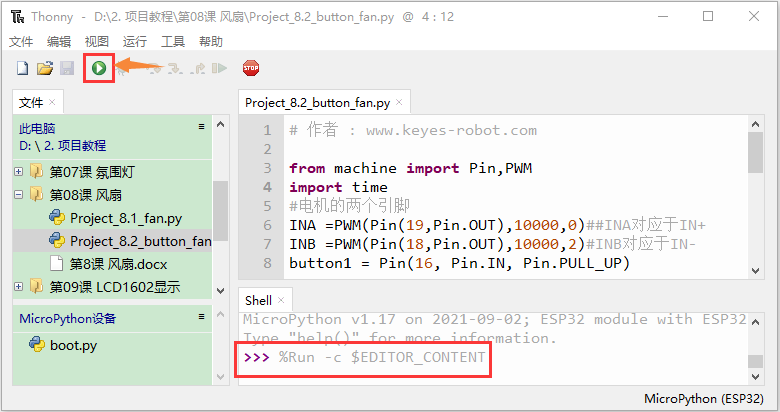 Thonny - D:\2. 项目教程\第08课 风扇\Project_8.2_button_fan.py @ 4 : 12
文件 编辑 视图 运行 工具 帮助
STOP
文件
此电脑
D: \ 2. 项目教程
第07课 氛围灯
第08课 风扇
Project_8.1_fan.py
Project_8.2_button_fan
第8课 风扇.docx
第09课 LCD1602显示
MicroPython设备
boot.py
Project_8.2_button_fan.py
1 # 作者 : www.keyes-robot.com
2
3 from machine import Pin,PWM
4 import time
5 #电机的两个引脚
6 INA =PWM(Pin(19,Pin.OUT),10000,0)##INA对应于IN+
7 INB =PWM(Pin(18,Pin.OUT),10000,2)#INB对应于IN-
8 button1 = Pin(16, Pin.IN, Pin.PULL_UP)
Shell
MicroPython v1.17 on 2021-09-02; ESP32 module with ESP32
Type "help()" for more information.
>>> %Run -c $EDITOR_CONTENT
MicroPython (ESP32)